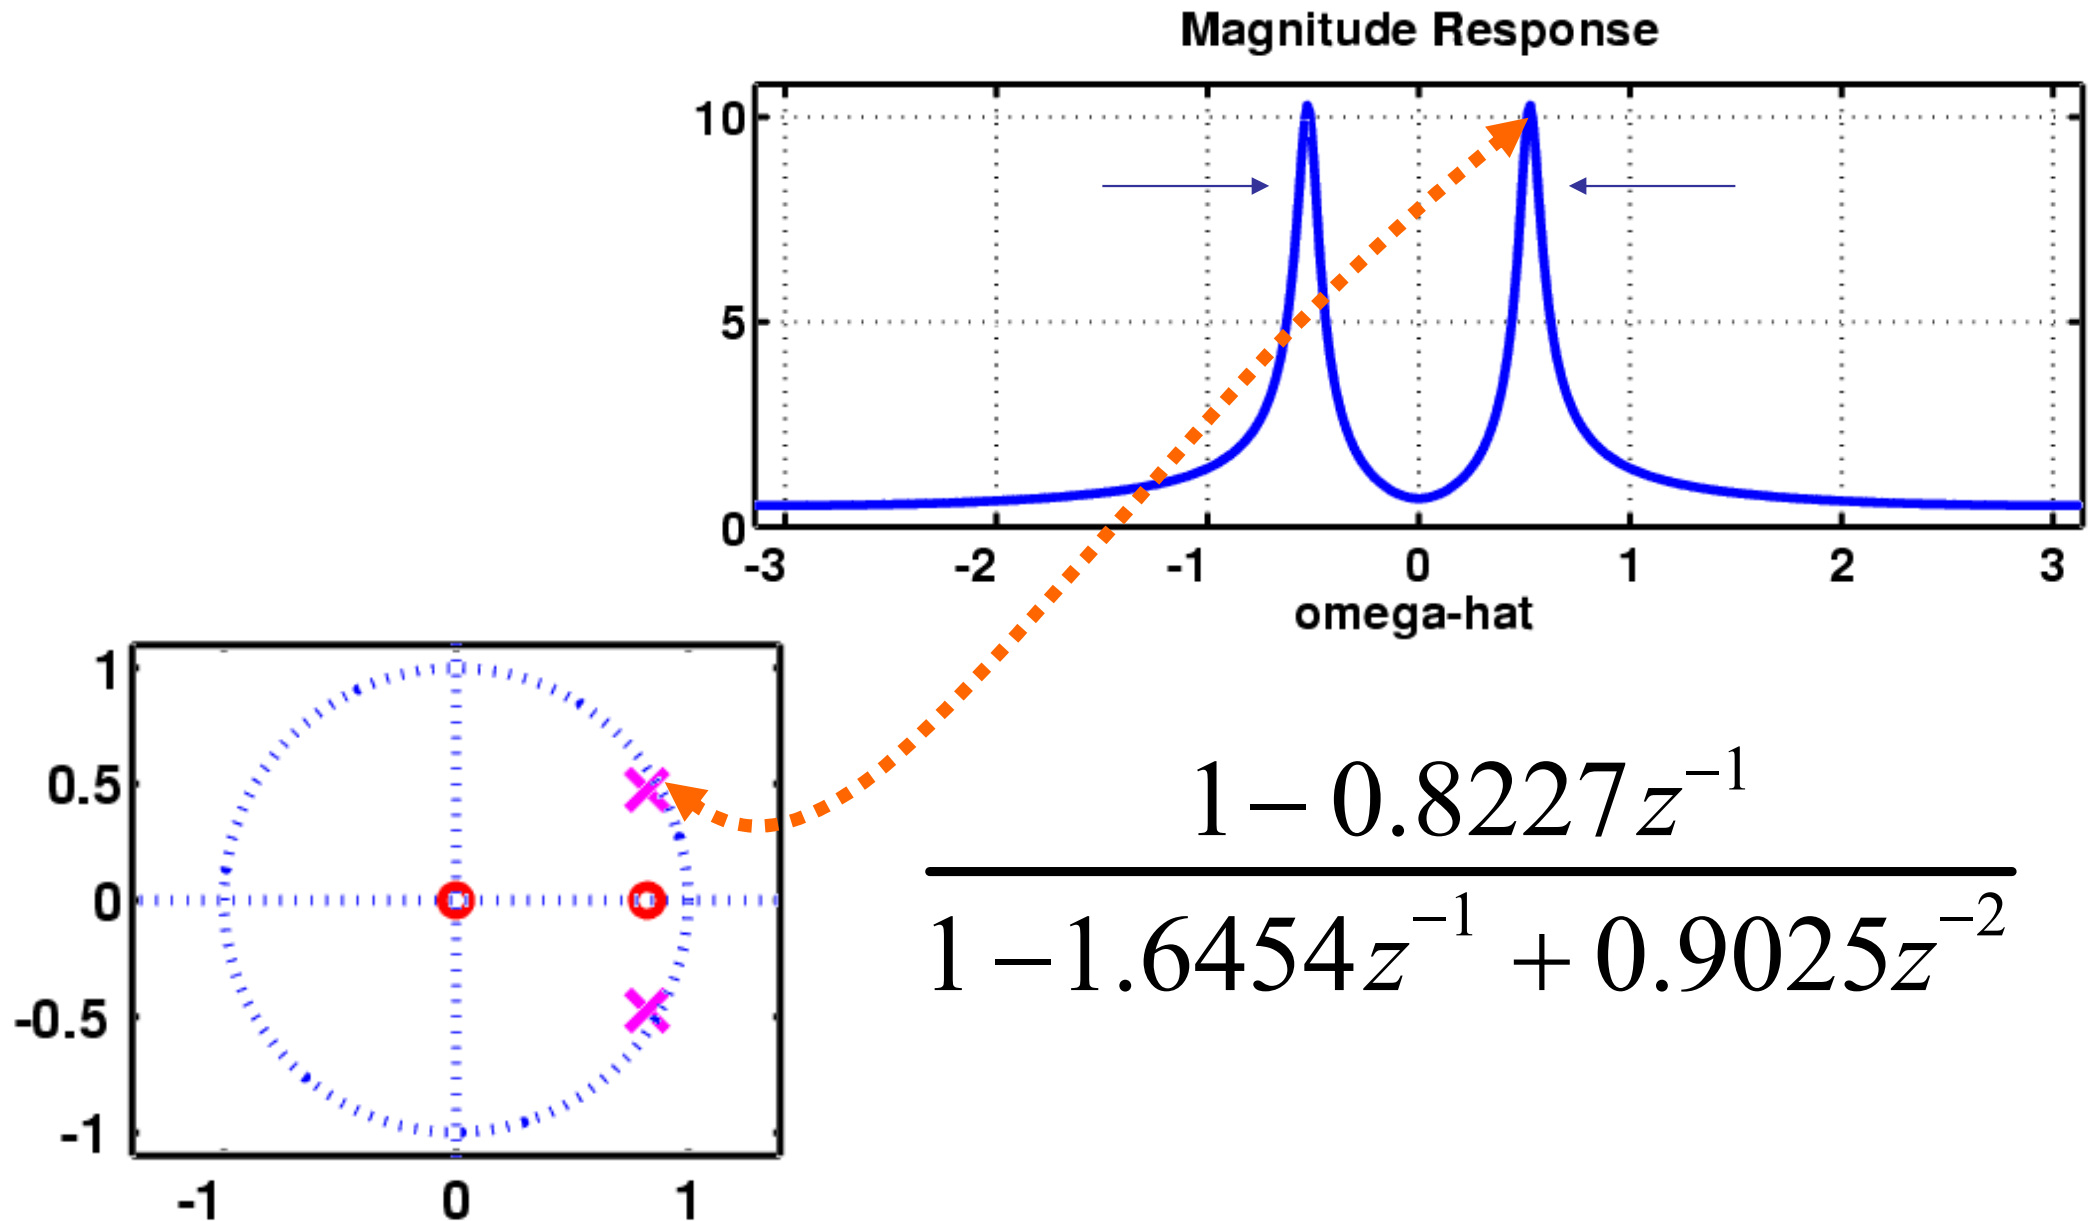 Magnitude Response
10
5
0
-3 -2 -1 0 1 2 3
omega-hat
1
0.5
0
-0.5
-1
-1 0 1
1 − 0.8227z⁻¹
1 − 1.6454z⁻¹ + 0.9025z⁻²